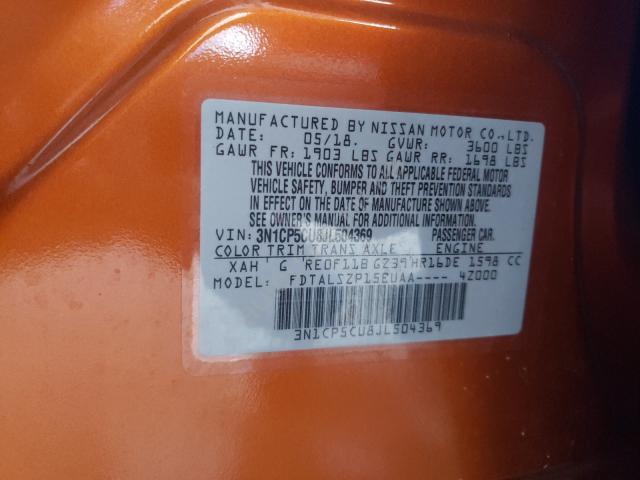 MANUFACTURED BY NISSAN MOTOR CO.,LTD.
DATE: 05/18. GVWR: 3600 LBS
GAWR FR: 1903 LBS GAWR RR: 1698 LBS
THIS VEHICLE CONFORMS TO ALL APPLICABLE FEDERAL MOTOR
VEHICLE SAFETY, BUMPER AND THEFT PREVENTION STANDARDS
IN EFFECT ON THE DATE OF MANUFACTURE SHOWN ABOVE.
SEE OWNER'S MANUAL FOR ADDITIONAL INFORMATION.
VIN: 3N1CP5CU8JL504369 PASSENGER CAR.
COLOR TRIM TRANS AXLE ENGINE
XAH G RE0F11B GZ39 HR16DE 1598 CC
MODEL: FDTALSZP15EUAA---- 4Z000
3N1CP5CU8JL504369